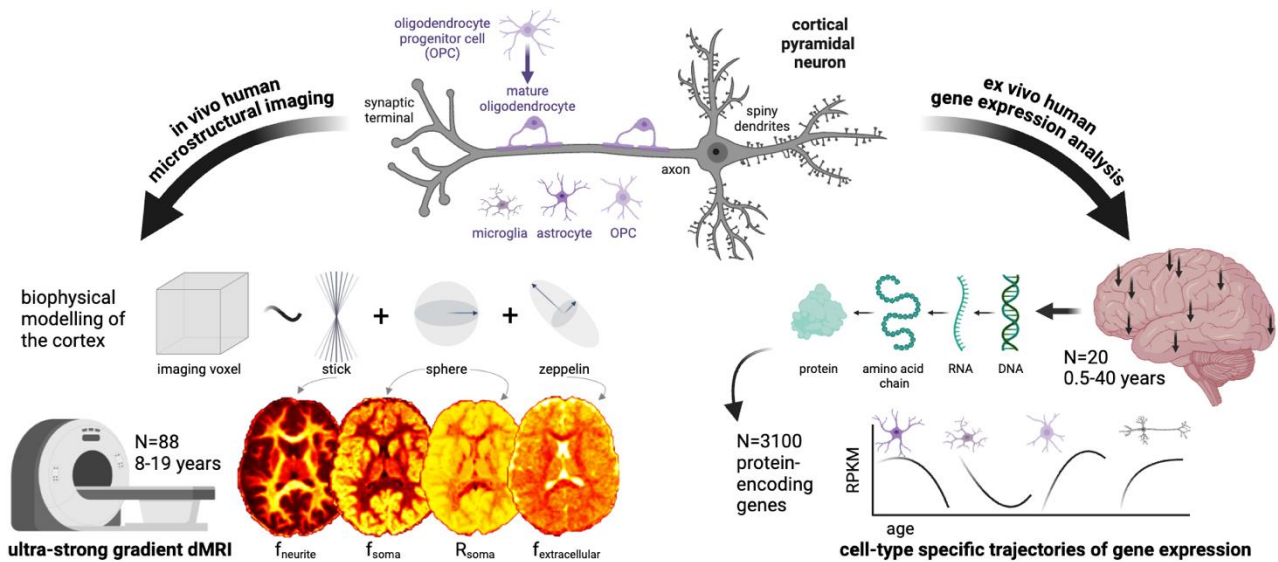 oligodendrocyte
progenitor cell
(OPC)
mature
oligodendrocyte
synaptic
terminal
cortical
pyramidal
neuron
spiny
dendrites
axon
microglia
astrocyte
OPC
in vivo human
microstructural imaging
ex vivo human
gene expression analysis
biophysical
modelling of
the cortex
imaging voxel
stick
+
sphere
+
zeppelin
N=88
8-19 years
ultra-strong gradient dMRI
fneurite
fsoma
Rsoma
fextracellular
protein
amino acid
chain
RNA
DNA
N=20
0.5-40 years
N=3100
protein-
encoding
genes
RPKM
age
cell-type specific trajectories of gene expression